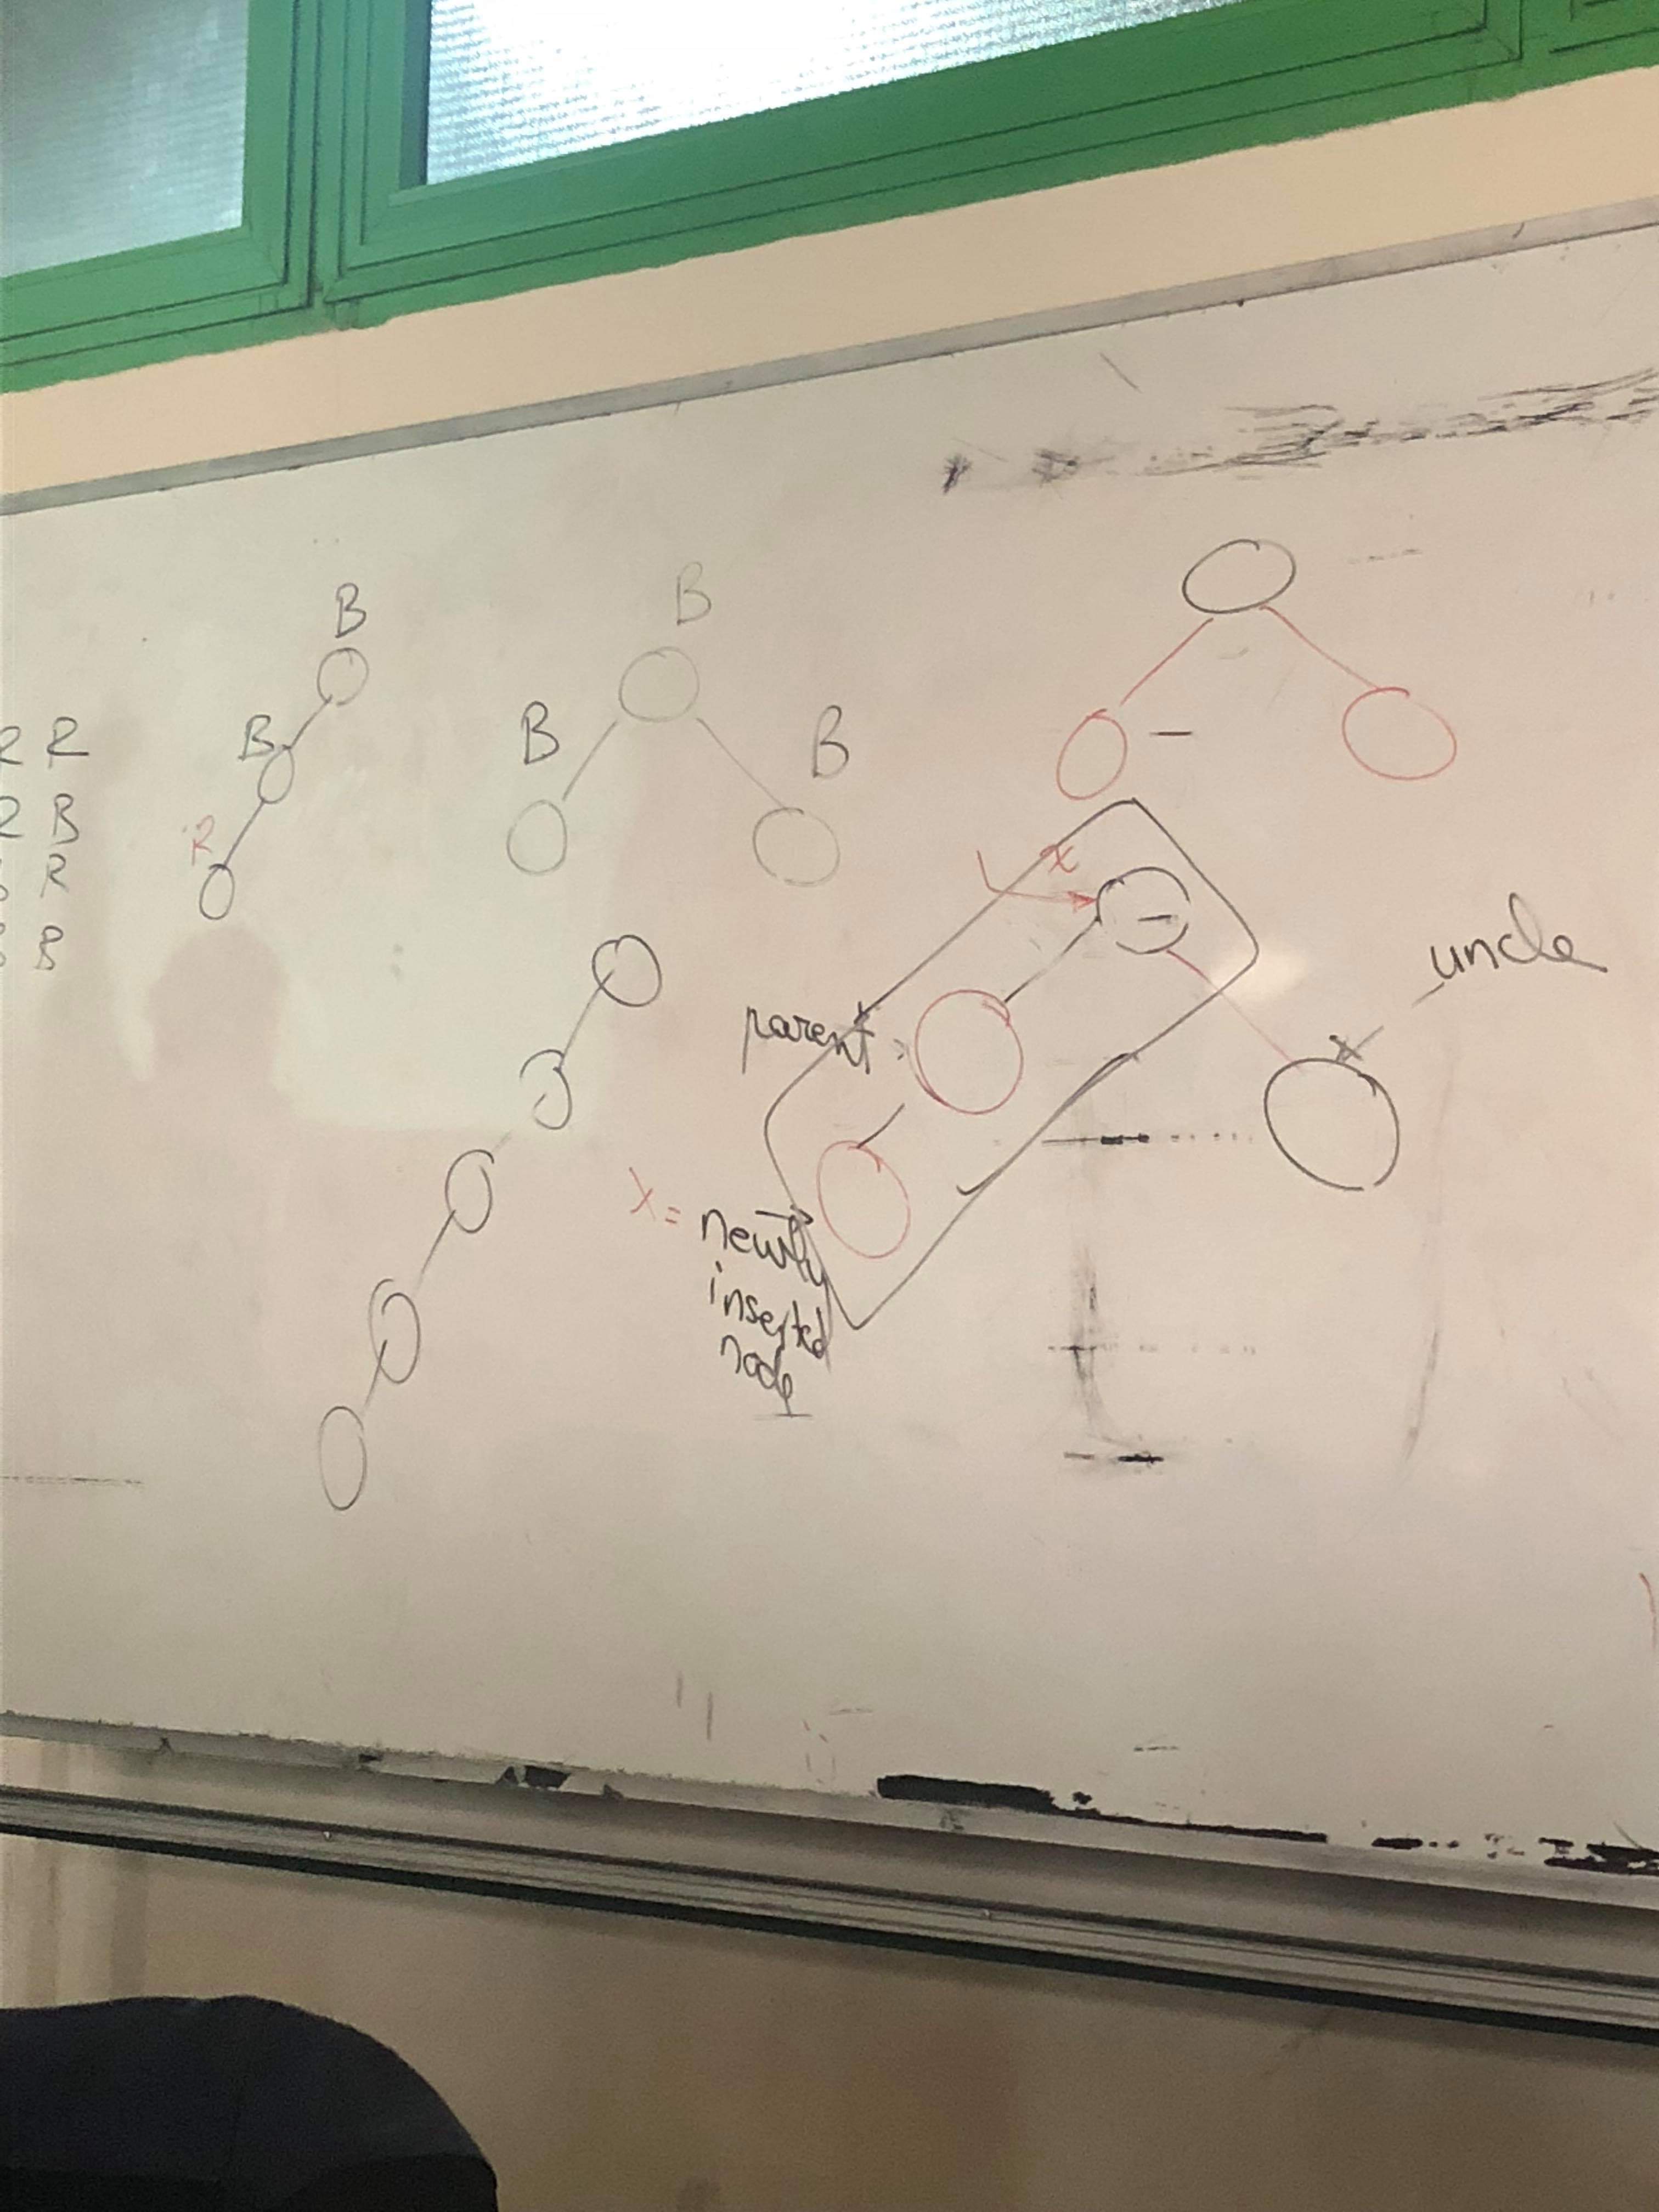 B
B
R
B
B
B
R R
R B
R
B
x
uncle
parent
x = newly
inserted
node